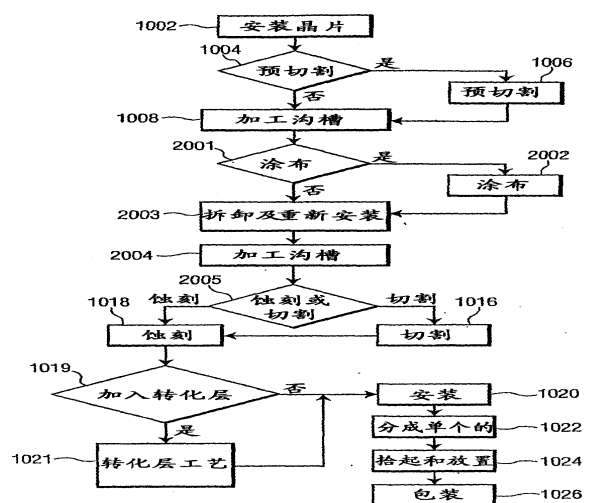 1002
安装晶片
1004
预切割
是
1006
预切割
否
1008
加工沟槽
2001
涂布
是
2002
涂布
否
2003
拆卸及重新安装
2004
加工沟槽
2005
蚀刻或
切割
蚀刻
切割
1018
蚀刻
1016
切割
1019
加入转化层
否
是
1021
转化层工艺
安装
1020
分成单个的
1022
拾起和放置
1024
包装
1026